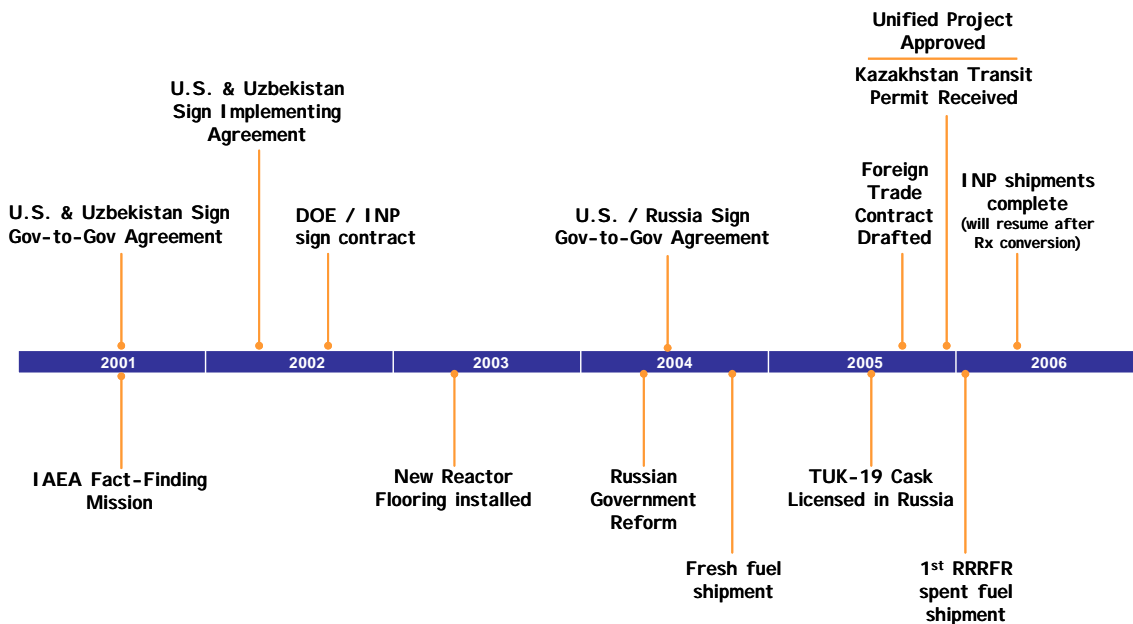 Unified Project
Approved
Kazakhstan Transit
Permit Received
U.S. & Uzbekistan
Sign Implementing
Agreement
U.S. & Uzbekistan Sign
Gov-to-Gov Agreement
DOE / INP
sign contract
U.S. / Russia Sign
Gov-to-Gov Agreement
Foreign
Trade
Contract
Drafted
INP shipments
complete
(will resume after
Rx conversion)
2001 2002 2003 2004 2005 2006
IAEA Fact-Finding
Mission
New Reactor
Flooring installed
Russian
Government
Reform
TUK-19 Cask
Licensed in Russia
Fresh fuel
shipment
1st RRRFR
spent fuel
shipment